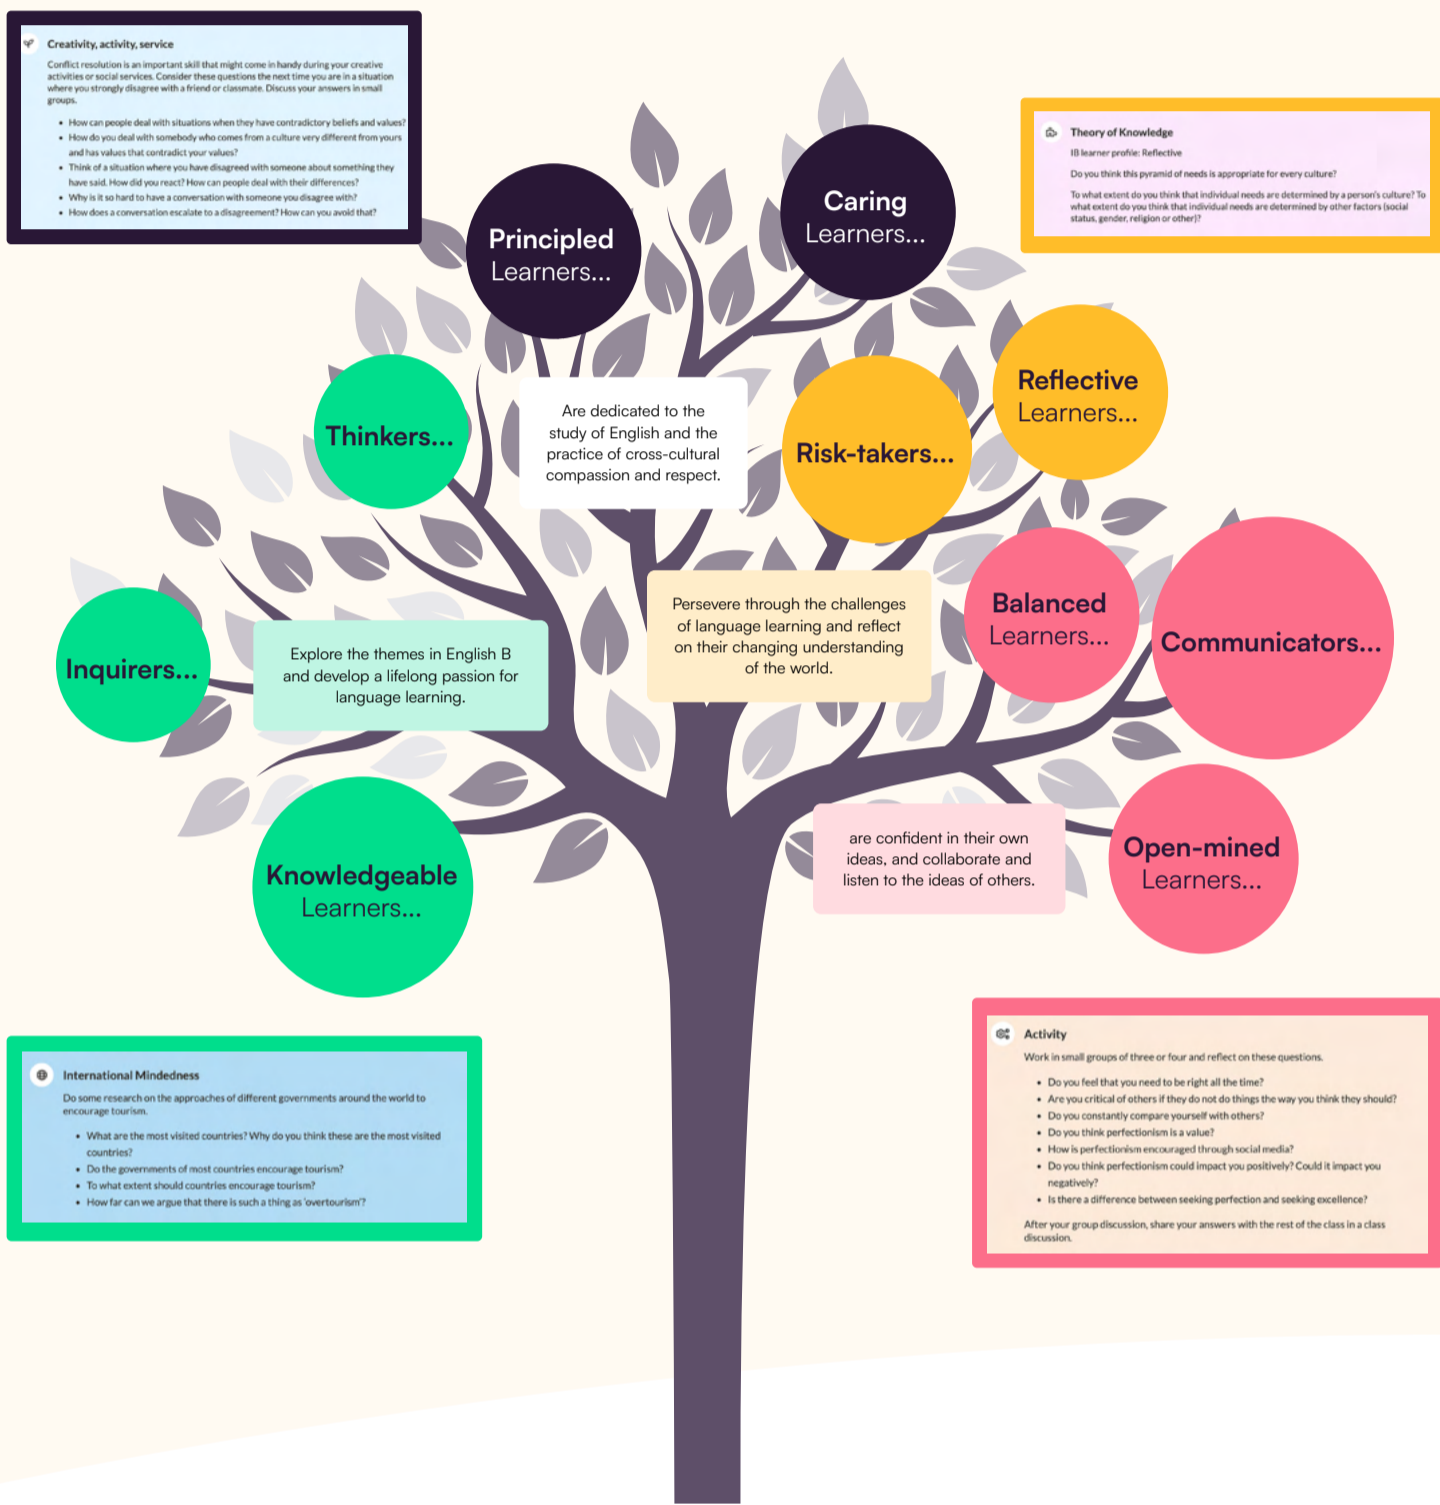 Creativity, activity, service
Conflict resolution is an important skill that might come in handy during your creative
activities or social services. Consider these questions the next time you are in a situation
where you strongly disagree with a friend or classmate. Discuss your answers in small
groups.
• How can people deal with situations when they have contradictory beliefs and values?
• How do you deal with somebody who comes from a culture very different from yours
and has values that contradict your values?
• Think of a situation where you have disagreed with someone about something they
have said. How did you react? How can people deal with their differences?
• Why is it so hard to have a conversation with someone you disagree with?
• How does a conversation escalate to a disagreement? How can you avoid that?
Theory of Knowledge
IB learner profile: Reflective
Do you think this pyramid of needs is appropriate for every culture?
To what extent do you think that individual needs are determined by a person's culture? To
what extent do you think that individual needs are determined by other factors (social
status, gender, religion or other)?
Principled
Learners...
Caring
Learners...
Thinkers...
Are dedicated to the
study of English and the
practice of cross-cultural
compassion and respect.
Risk-takers...
Reflective
Learners...
Inquirers...
Explore the themes in English B
and develop a lifelong passion for
language learning.
Persevere through the challenges
of language learning and reflect
on their changing understanding
of the world.
Balanced
Learners...
Communicators...
Knowledgeable
Learners...
are confident in their own
ideas, and collaborate and
listen to the ideas of others.
Open-mined
Learners...
International Mindedness
Do some research on the approaches of different governments around the world to
encourage tourism.
• What are the most visited countries? Why do you think these are the most visited
countries?
• Do the governments of most countries encourage tourism?
• To what extent should countries encourage tourism?
• How far can we argue that there is such a thing as 'overtourism'?
Activity
Work in small groups of three or four and reflect on these questions.
• Do you feel that you need to be right all the time?
• Are you critical of others if they do not do things the way you think they should?
• Do you constantly compare yourself with others?
• Do you think perfectionism is a value?
• How is perfectionism encouraged through social media?
• Do you think perfectionism could impact you positively? Could it impact you
negatively?
• Is there a difference between seeking perfection and seeking excellence?
After your group discussion, share your answers with the rest of the class in a class
discussion.